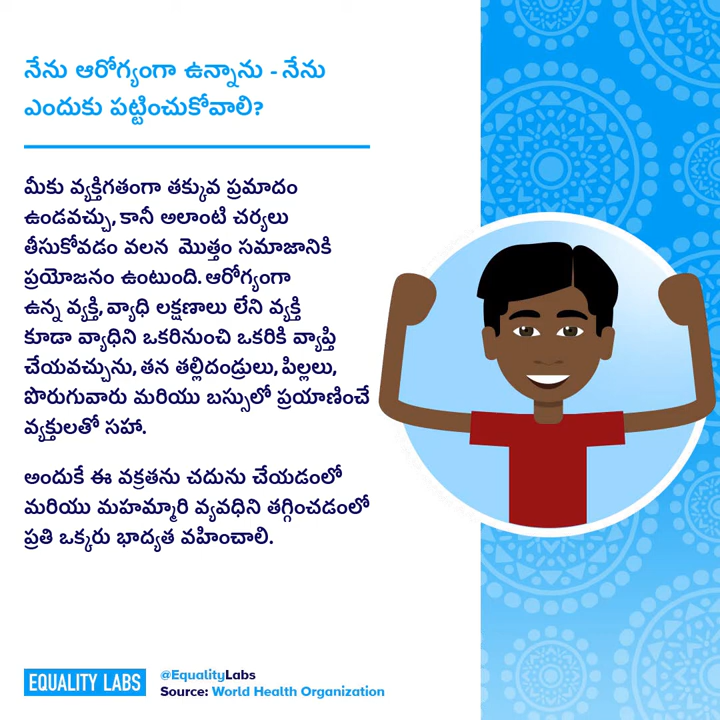 నేను ఆరోగ్యంగా ఉన్నాను - నేను
ఎందుకు పట్టించుకోవాలి?
మీకు వ్యక్తిగతంగా తక్కువ ప్రమాదం
ఉండవచ్చు, కానీ అలాంటి చర్యలు
తీసుకోవడం వలన మొత్తం సమాజానికి
ప్రయోజనం ఉంటుంది. ఆరోగ్యంగా
ఉన్న వ్యక్తి, వ్యాధి లక్షణాలు లేని వ్యక్తి
కూడా వ్యాధిని ఒకరినుంచి ఒకరికి వ్యాప్తి
చేయవచ్చును, తన తల్లిదండ్రులు, పిల్లలు,
పొరుగువారు మరియు బస్సులో ప్రయాణించే
వ్యక్తులతో సహా.
అందుకే ఈ వక్రతను చదును చేయడంలో
మరియు మహమ్మారి వ్యవధిని తగ్గించడంలో
ప్రతి ఒక్కరు భాద్యత వహించాలి.
EQUALITY LABS
@EqualityLabs
Source: World Health Organization